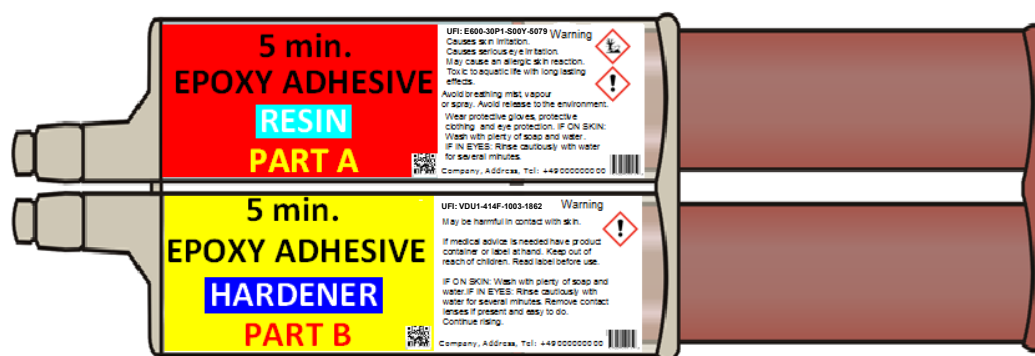 5 min.
EPOXY ADHESIVE
RESIN
PART A
UFI: E600-30P1-S00Y-5079 Warning
Causes skin irritation.
Causes serious eye irritation.
May cause an allergic skin reaction.
Toxic to aquatic life with long lasting
effects.
Avoid breathing mist, vapour
or spray. Avoid release to the environment.
Wear protective gloves, protective
clothing and eye protection. IF ON SKIN:
Wash with plenty of soap and water.
IF IN EYES: Rinse cautiously with water
for several minutes.
Company, Address, Tel: +49000000000
5 min.
EPOXY ADHESIVE
HARDENER
PART B
UFI: VDU1-414F-1003-1862 Warning
May be harmful in contact with skin.
If medical advice is needed have product
container or label at hand. Keep out of
reach of children. Read label before use.
IF ON SKIN: Wash with plenty of soap and
water.IF IN EYES: Rinse cautiously with
water for several minutes. Remove contact
lenses if present and easy to do.
Continue rising.
Company, Address, Tel: +49000000000